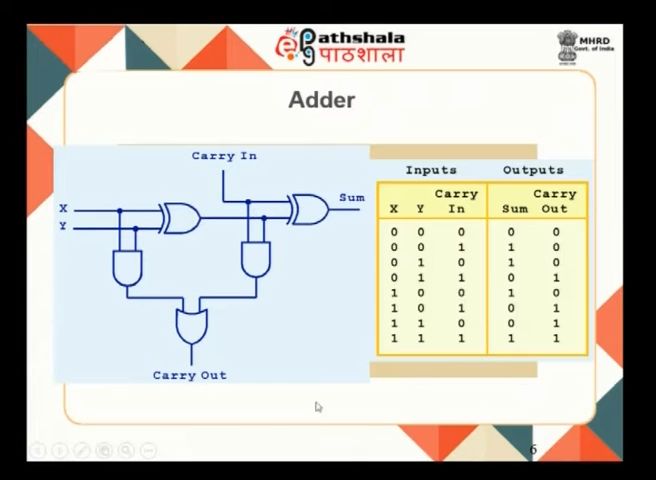 ePathshala
पाठशाला
MHRD
Govt. of India
Adder
Carry In
X
Y
Sum
Carry Out
Inputs Outputs
Carry Carry
X Y In Sum Out
0 0 0 0 0
0 0 1 1 0
0 1 0 1 0
0 1 1 0 1
1 0 0 1 0
1 0 1 0 1
1 1 0 0 1
1 1 1 1 1
6